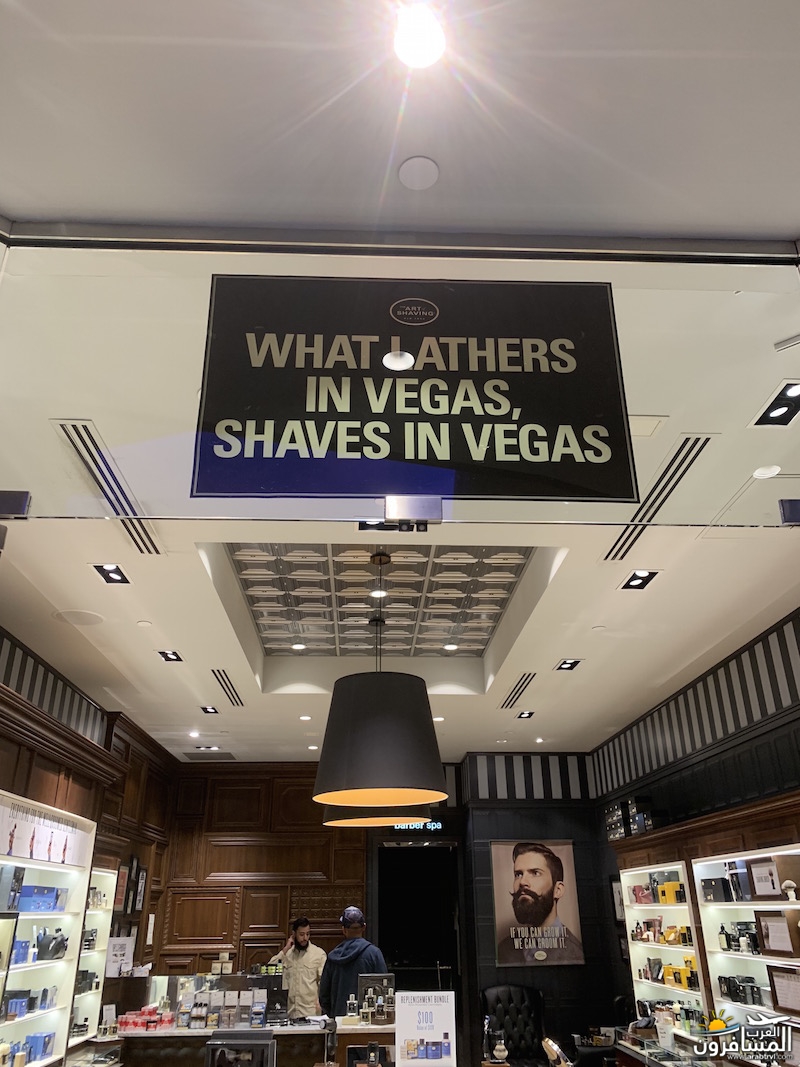 THE ART OF
SHAVING
WHAT LATHERS
IN VEGAS,
SHAVES IN VEGAS
barber spa
IF YOU CAN GROW IT,
WE CAN GROOM IT.
REPLENISHMENT BUNDLE
$100
العرب
المسافرون
www.arabtrvl.com